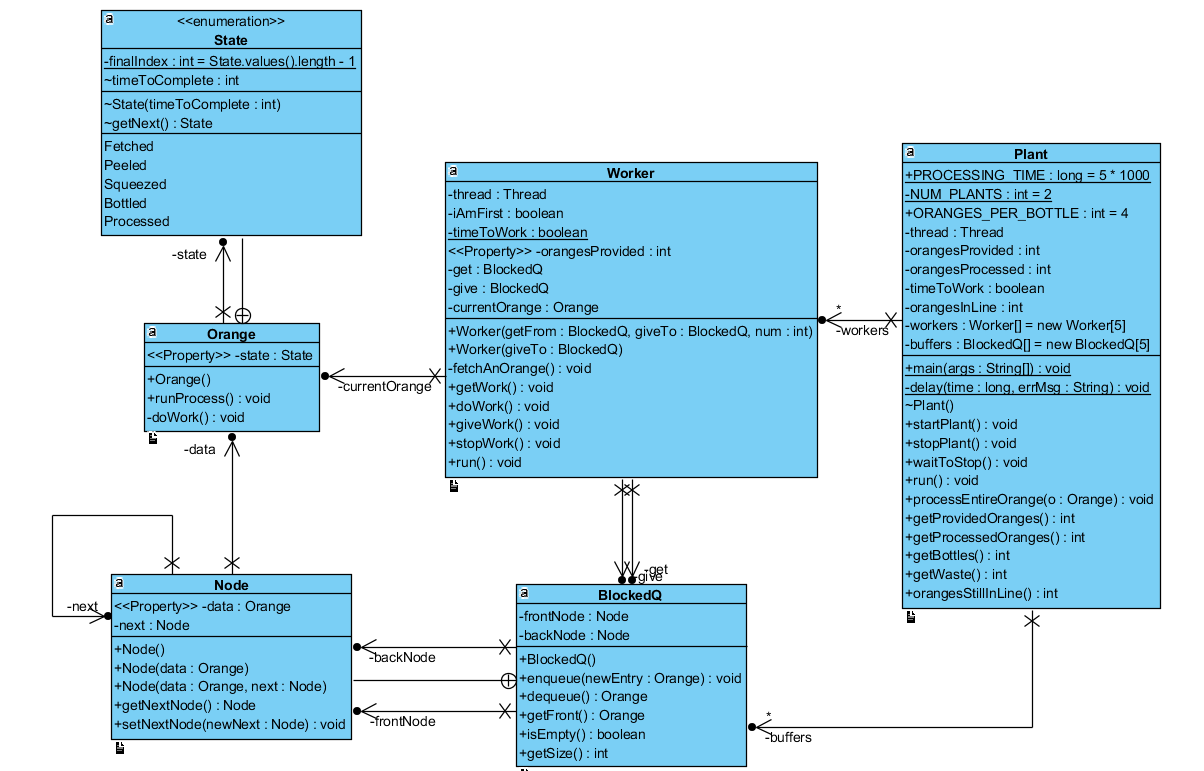 <<enumeration>>
State
-finalIndex : int = State.values().length - 1
~timeToComplete : int
~State(timeToComplete : int)
~getNext() : State
Fetched
Peeled
Squeezed
Bottled
Processed
-state
Orange
<<Property>> -state : State
+Orange()
+runProcess() : void
-doWork() : void
-data
-currentOrange
Worker
-thread : Thread
-iAmFirst : boolean
-timeToWork : boolean
<<Property>> -orangesProvided : int
-get : BlockedQ
-give : BlockedQ
-currentOrange : Orange
+Worker(getFrom : BlockedQ, giveTo : BlockedQ, num : int)
+Worker(giveTo : BlockedQ)
-fetchAnOrange() : void
+getWork() : void
+doWork() : void
+giveWork() : void
+stopWork() : void
+run() : void
*
-workers
Plant
+PROCESSING_TIME : long = 5 * 1000
-NUM_PLANTS : int = 2
+ORANGES_PER_BOTTLE : int = 4
-thread : Thread
-orangesProvided : int
-orangesProcessed : int
-timeToWork : boolean
-orangesInLine : int
-workers : Worker[] = new Worker[5]
-buffers : BlockedQ[] = new BlockedQ[5]
+main(args : String[]) : void
-delay(time : long, errMsg : String) : void
~Plant()
+startPlant() : void
+stopPlant() : void
+waitToStop() : void
+run() : void
+processEntireOrange(o : Orange) : void
+getProvidedOranges() : int
+getProcessedOranges() : int
+getBottles() : int
+getWaste() : int
+orangesStillInLine() : int
-next
Node
<<Property>> -data : Orange
-next : Node
+Node()
+Node(data : Orange)
+Node(data : Orange, next : Node)
+getNextNode() : Node
+setNextNode(newNext : Node) : void
-backNode
-frontNode
-get
-give
BlockedQ
-frontNode : Node
-backNode : Node
+BlockedQ()
+enqueue(newEntry : Orange) : void
+dequeue() : Orange
+getFront() : Orange
+isEmpty() : boolean
+getSize() : int
*
-buffers